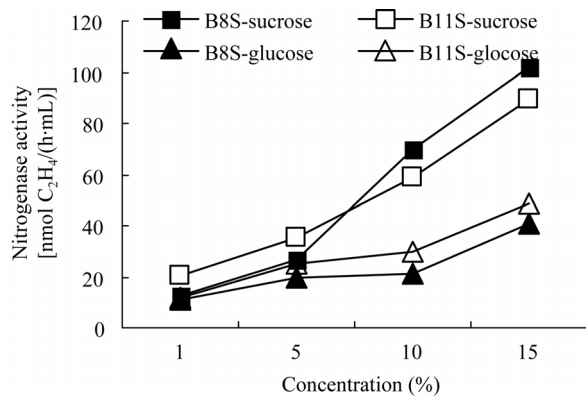 B8S-sucrose B11S-sucrose
B8S-glucose B11S-glocose
120
100
80
60
40
20
0
Nitrogenase activity
[nmol C₂H₄/(h·mL)]
1 5 10 15
Concentration (%)